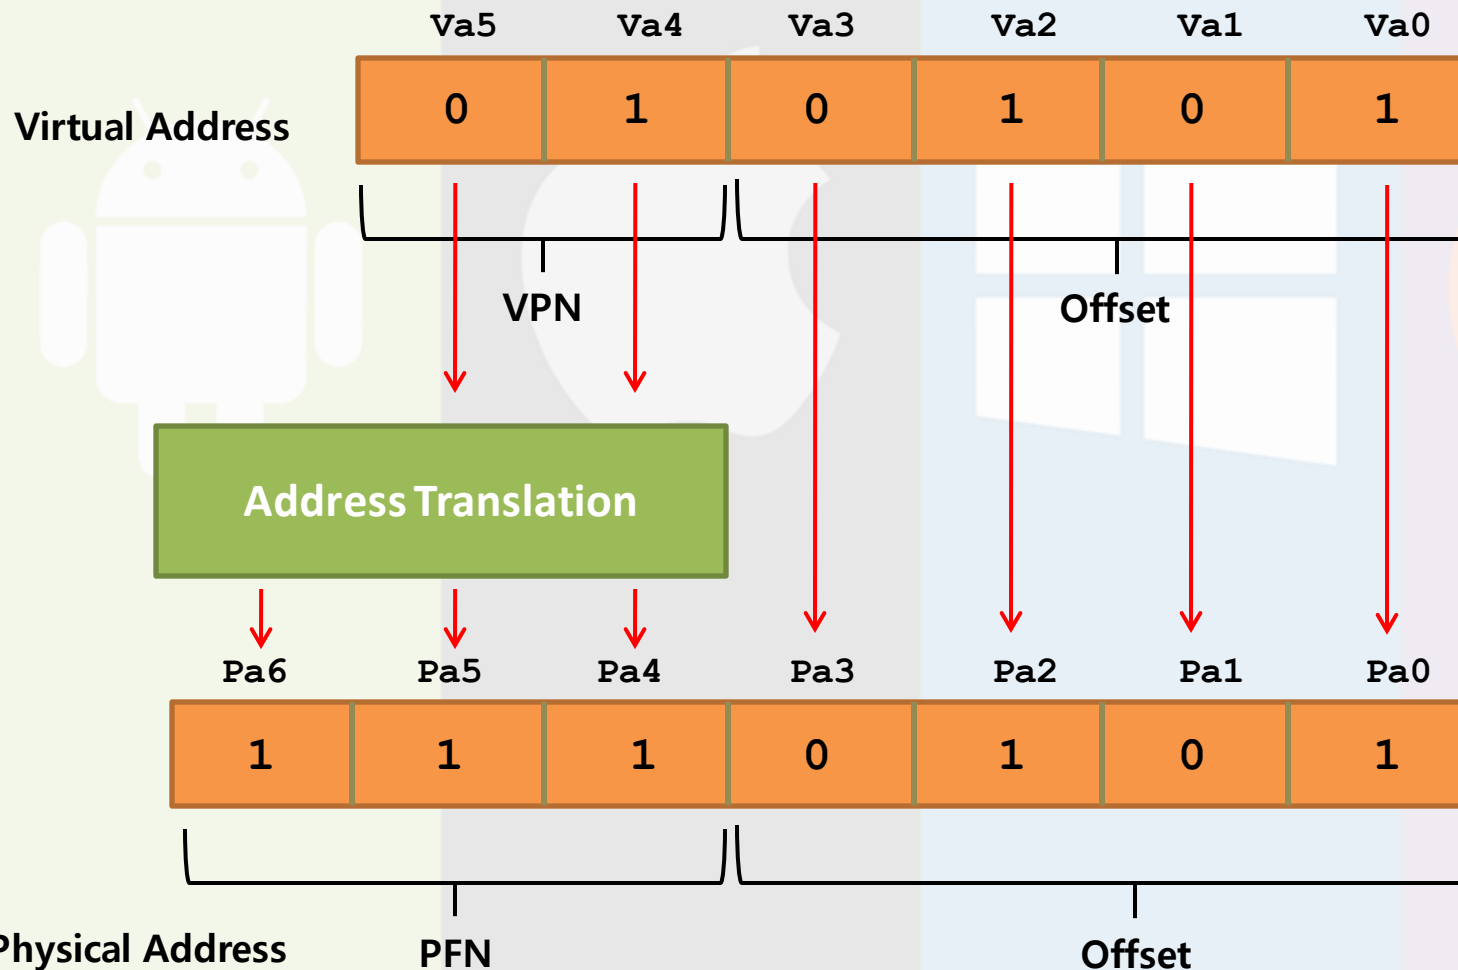 Va5 Va4 Va3 Va2 Va1 Va0
Virtual Address 0 1 0 1 0 1
VPN Offset
Address Translation
Pa6 Pa5 Pa4 Pa3 Pa2 Pa1 Pa0
1 1 1 0 1 0 1
Physical Address PFN Offset